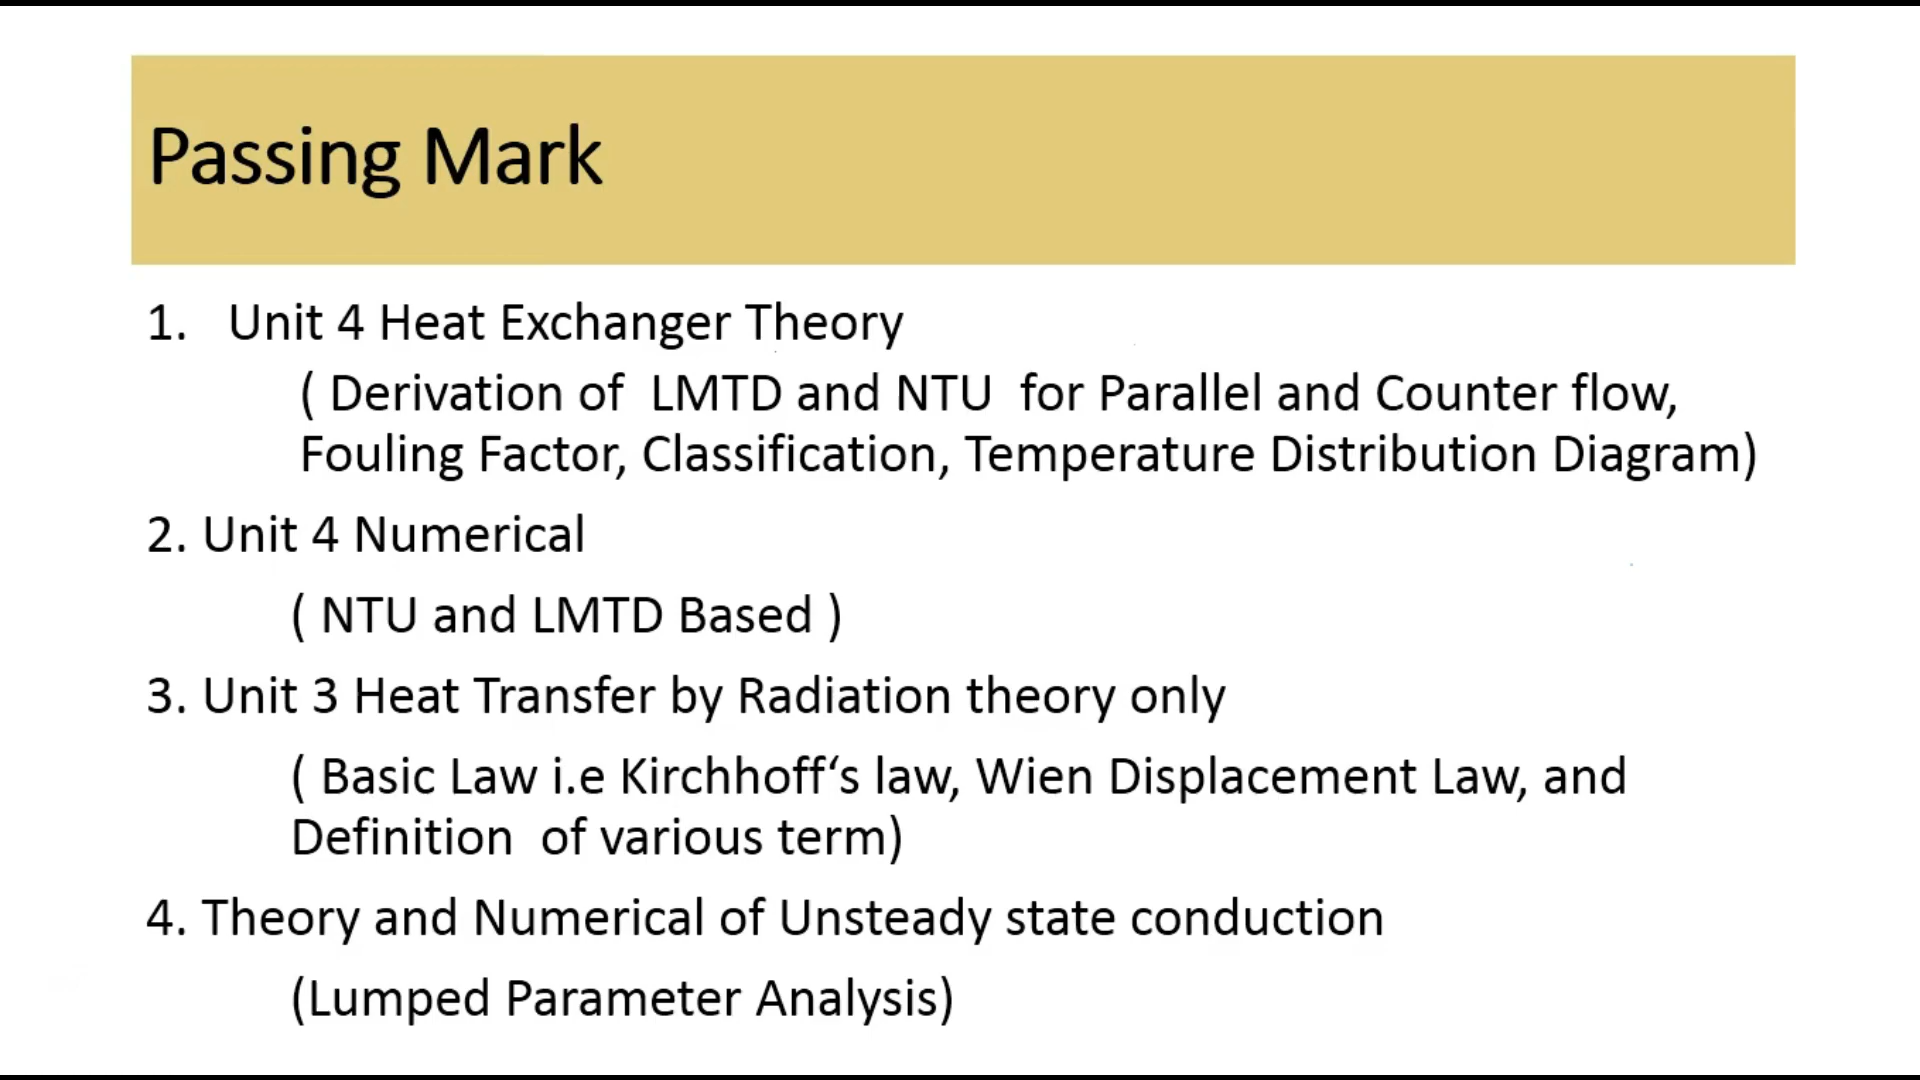 Passing Mark
1. Unit 4 Heat Exchanger Theory
( Derivation of LMTD and NTU for Parallel and Counter flow,
Fouling Factor, Classification, Temperature Distribution Diagram)
2. Unit 4 Numerical
( NTU and LMTD Based )
3. Unit 3 Heat Transfer by Radiation theory only
( Basic Law i.e Kirchhoff‘s law, Wien Displacement Law, and
Definition of various term)
4. Theory and Numerical of Unsteady state conduction
(Lumped Parameter Analysis)